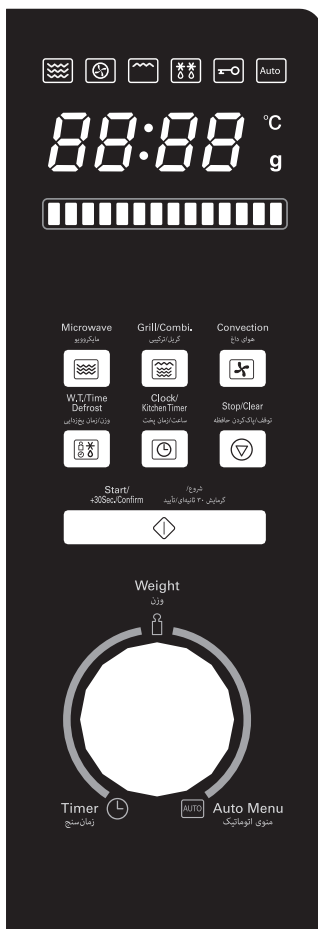 Auto
88:88 °C
g
Microwave Grill/Combi. Convection
مایکروویو گریل/ترکیبی هوای داغ
W.T./Time Defrost Clock/ Kitchen Timer Stop/Clear
وزن/زمان یخ‌زدایی ساعت/زمان پخت توقف/پاک کردن حافظه
Start/ شروع/
+30Sec./Confirm گرمایش ۳۰ ثانیه‌ای/تأیید
Weight
وزن
Timer AUTO Auto Menu
زمان‌سنج منوی اتوماتیک